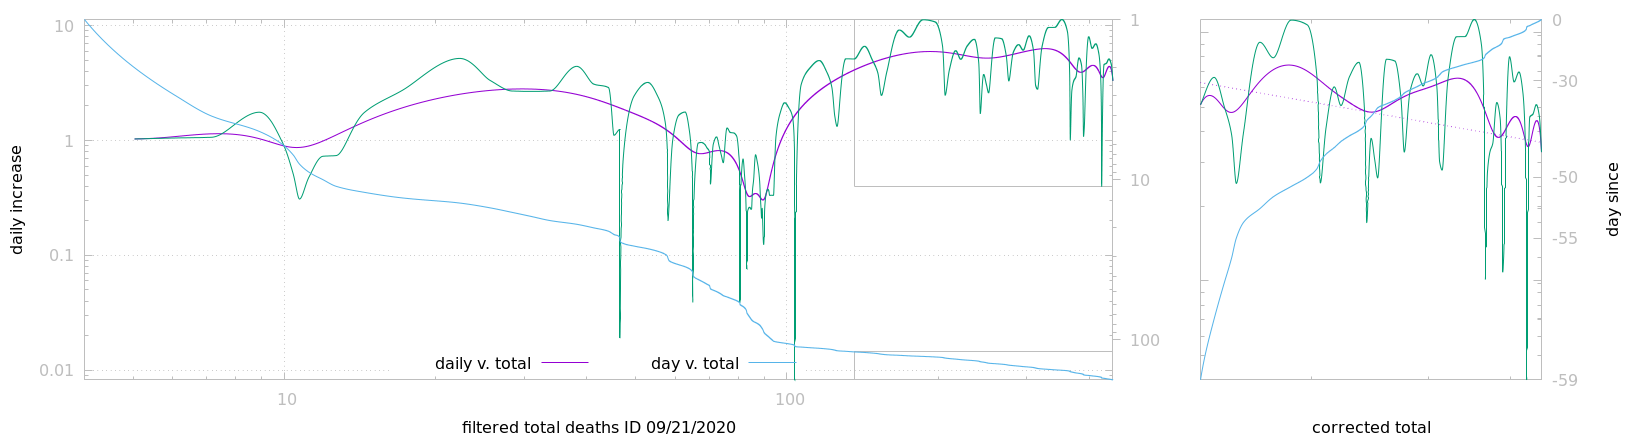 10
1
0.1
0.01
daily increase
10
100
filtered total deaths ID 09/21/2020
daily v. total
day v. total
1
10
100
0
-30
-50
-55
-59
day since
corrected total